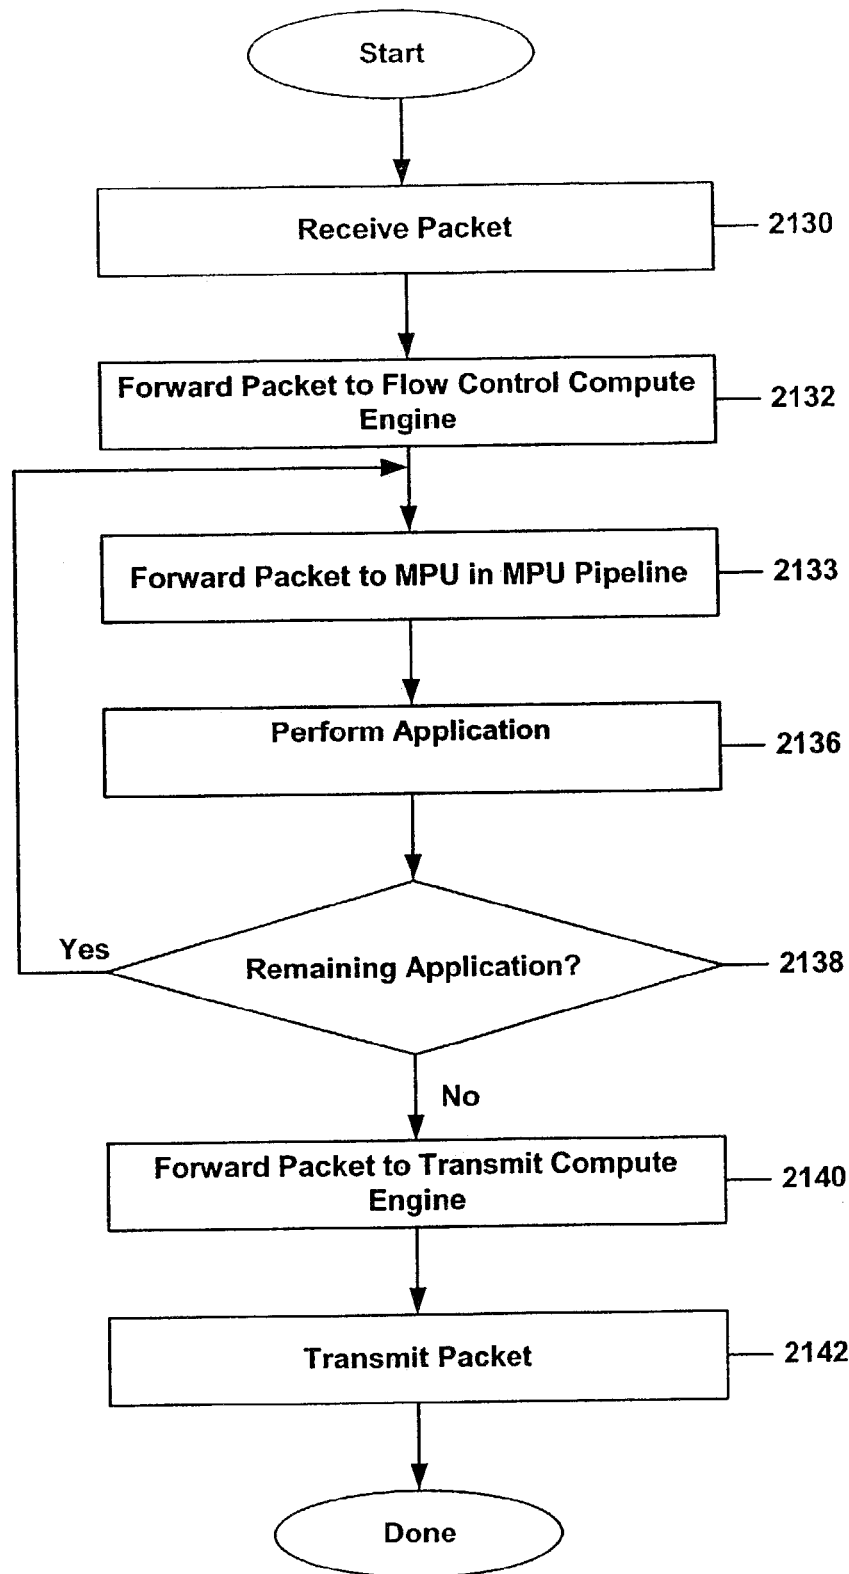 Start
Receive Packet
2130
Forward Packet to Flow Control Compute
Engine
2132
Forward Packet to MPU in MPU Pipeline
2133
Perform Application
2136
Yes
Remaining Application?
2138
No
Forward Packet to Transmit Compute
Engine
2140
Transmit Packet
2142
Done